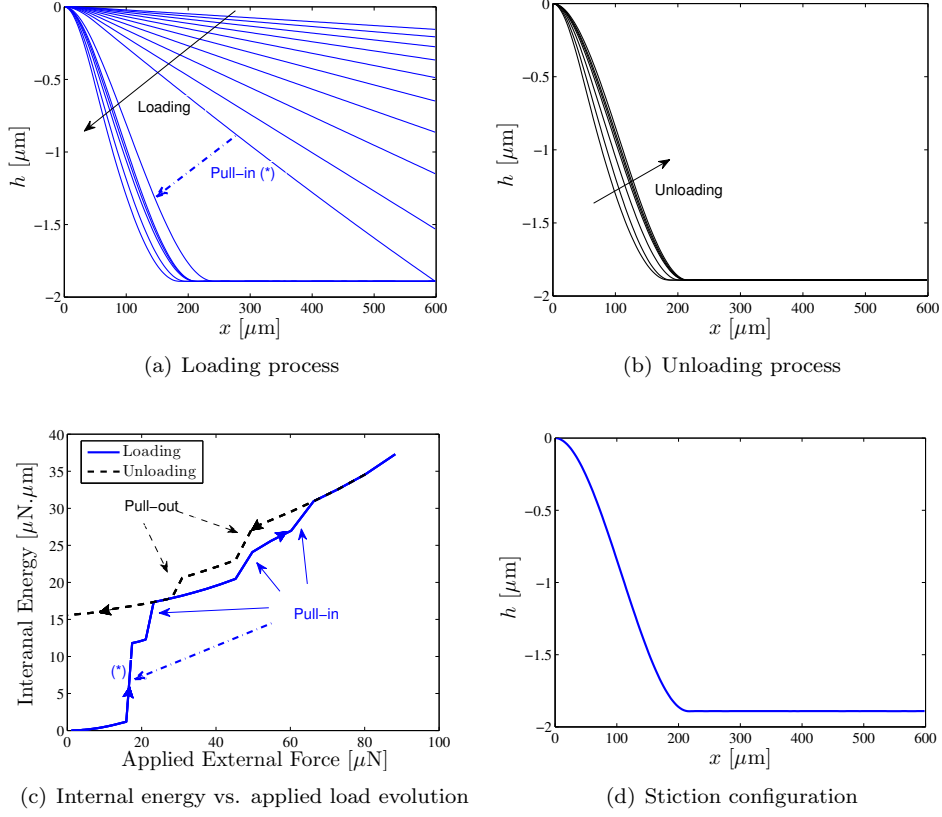 0
−0.5
−1
−1.5
−2
h [μm]
Loading
Pull−in (*)
0 100 200 300 400 500 600
x [μm]
(a) Loading process
0
−0.5
−1
−1.5
−2
h [μm]
Unloading
0 100 200 300 400 500 600
x [μm]
(b) Unloading process
40
35
30
25
20
15
10
5
0
Interanal Energy [μN.μm]
Loading
Unloading
Pull−out
Pull−in
(*)
0 20 40 60 80 100
Applied External Force [μN]
(c) Internal energy vs. applied load evolution
0
−0.5
−1
−1.5
−2
h [μm]
0 100 200 300 400 500 600
x [μm]
(d) Stiction configuration